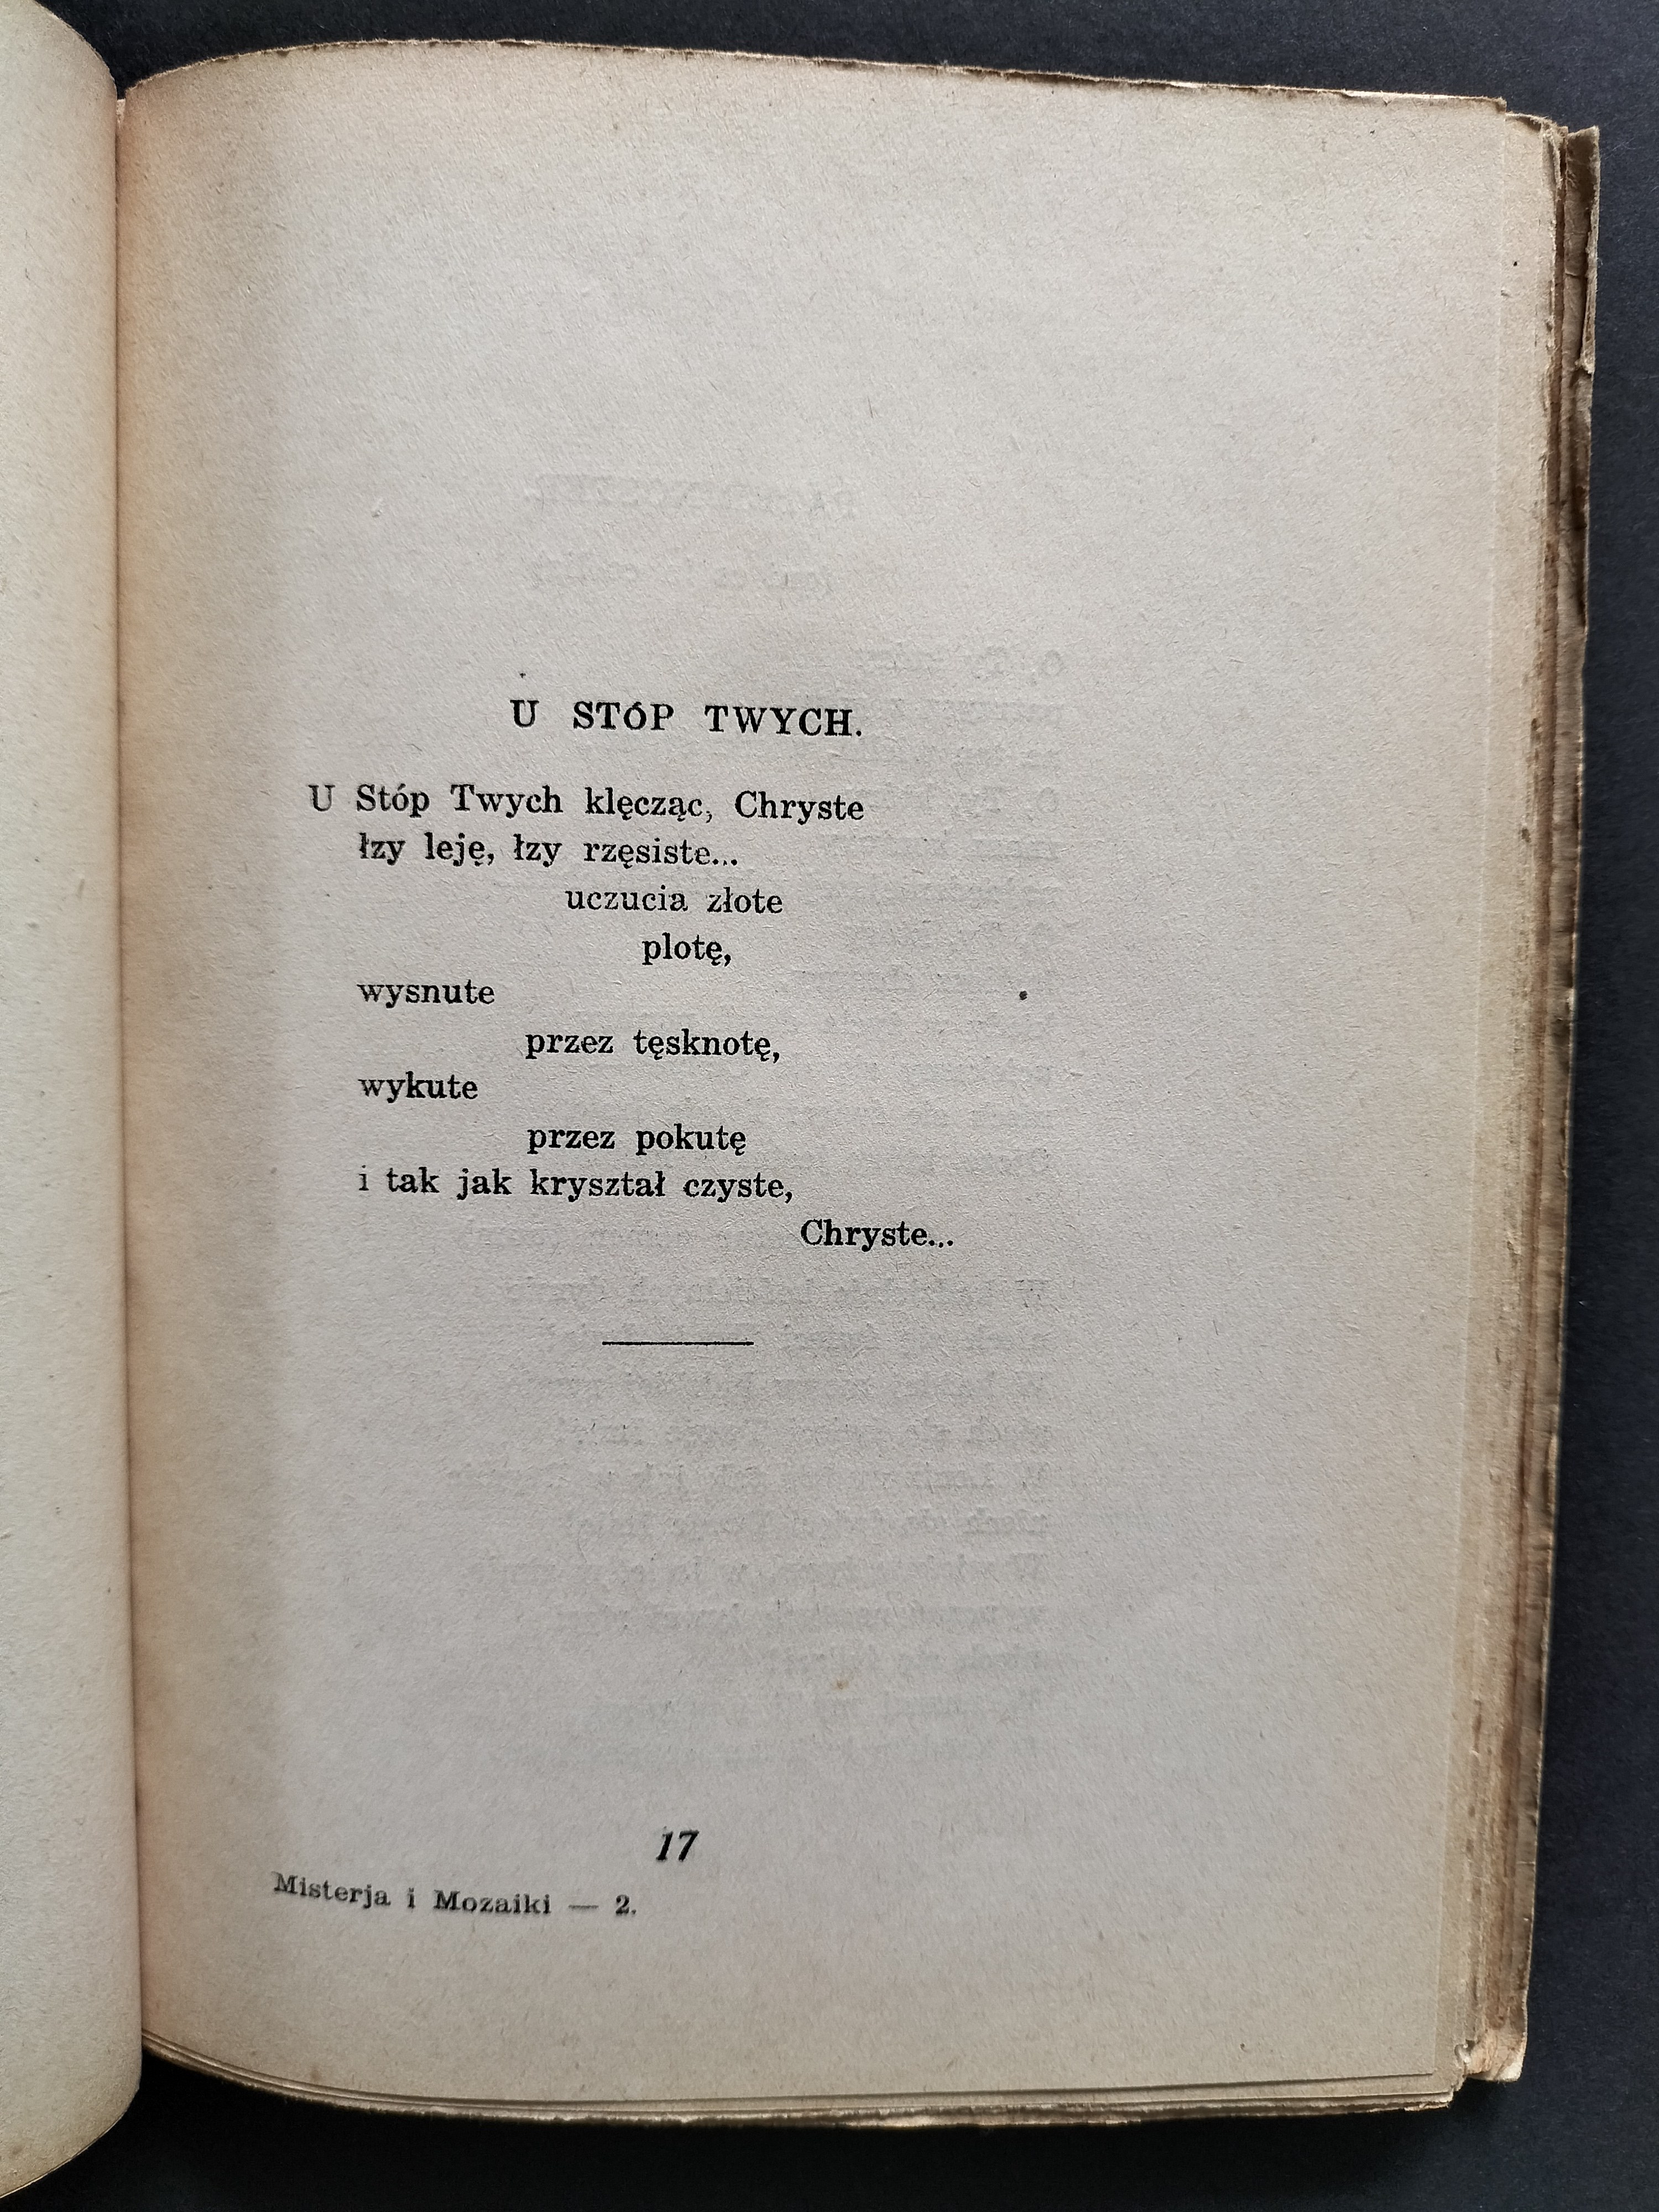 U STÓP TWYCH.
U Stóp Twych klęcząc, Chryste
łzy leję, łzy rzęsiste...
uczucia złote
plotę,
wysnute
przez tęsknotę,
wykute
przez pokutę
i tak jak kryształ czyste,
Chryste...
17
Misterja i Mozaiki — 2.